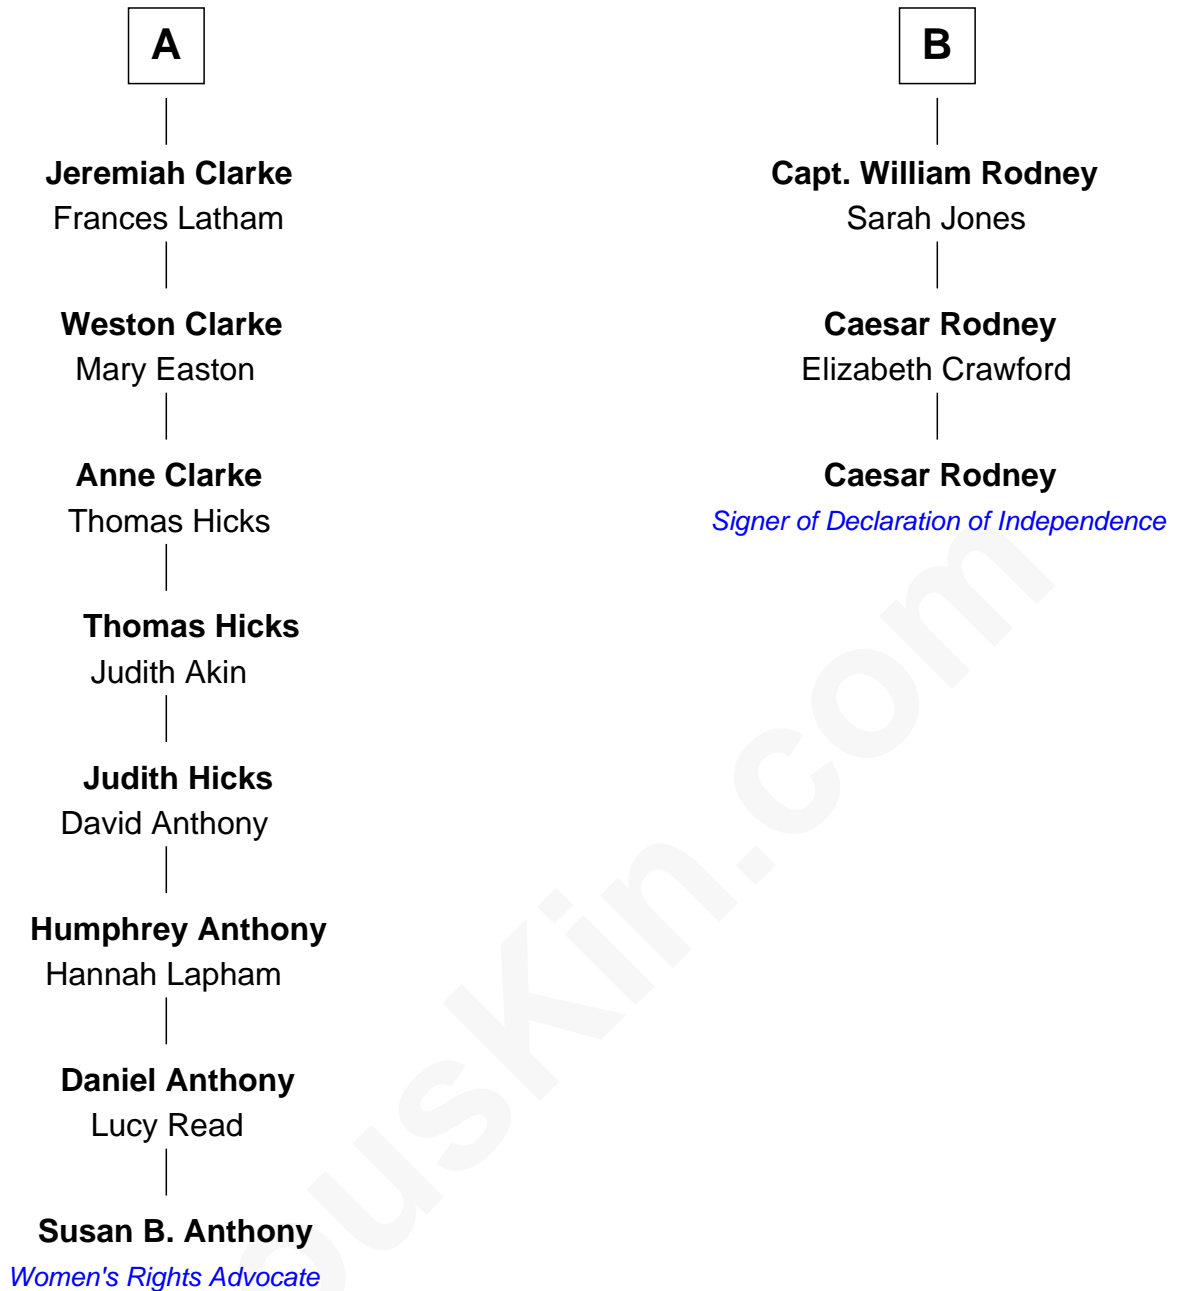 A
Jeremiah Clarke
Frances Latham
Weston Clarke
Mary Easton
Anne Clarke
Thomas Hicks
Thomas Hicks
Judith Akin
Judith Hicks
David Anthony
Humphrey Anthony
Hannah Lapham
Daniel Anthony
Lucy Read
Susan B. Anthony
Women's Rights Advocate
B
Capt. William Rodney
Sarah Jones
Caesar Rodney
Elizabeth Crawford
Caesar Rodney
Signer of Declaration of Independence
ousKin.com